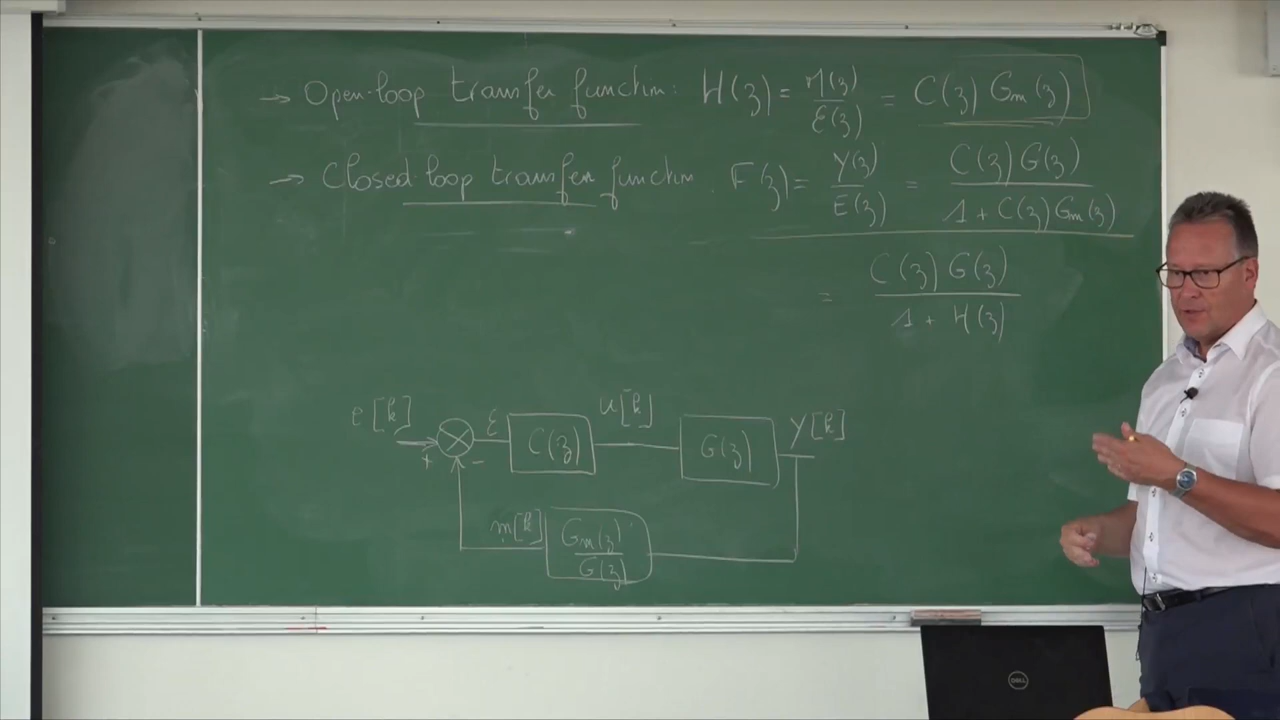 → Open-loop transfer function: H(z) = M(z)/E(z) = C(z) Gm(z)
→ Closed-loop transfer function. F(z) = Y(z)/E(z) = C(z) G(z)/1 + C(z) Gm(z)
= C(z) G(z)/1 + H(z)
e[k] + - ε C(z) u[k] G(z) y[k]
m[k] Gm(z)/G(z)
DELL